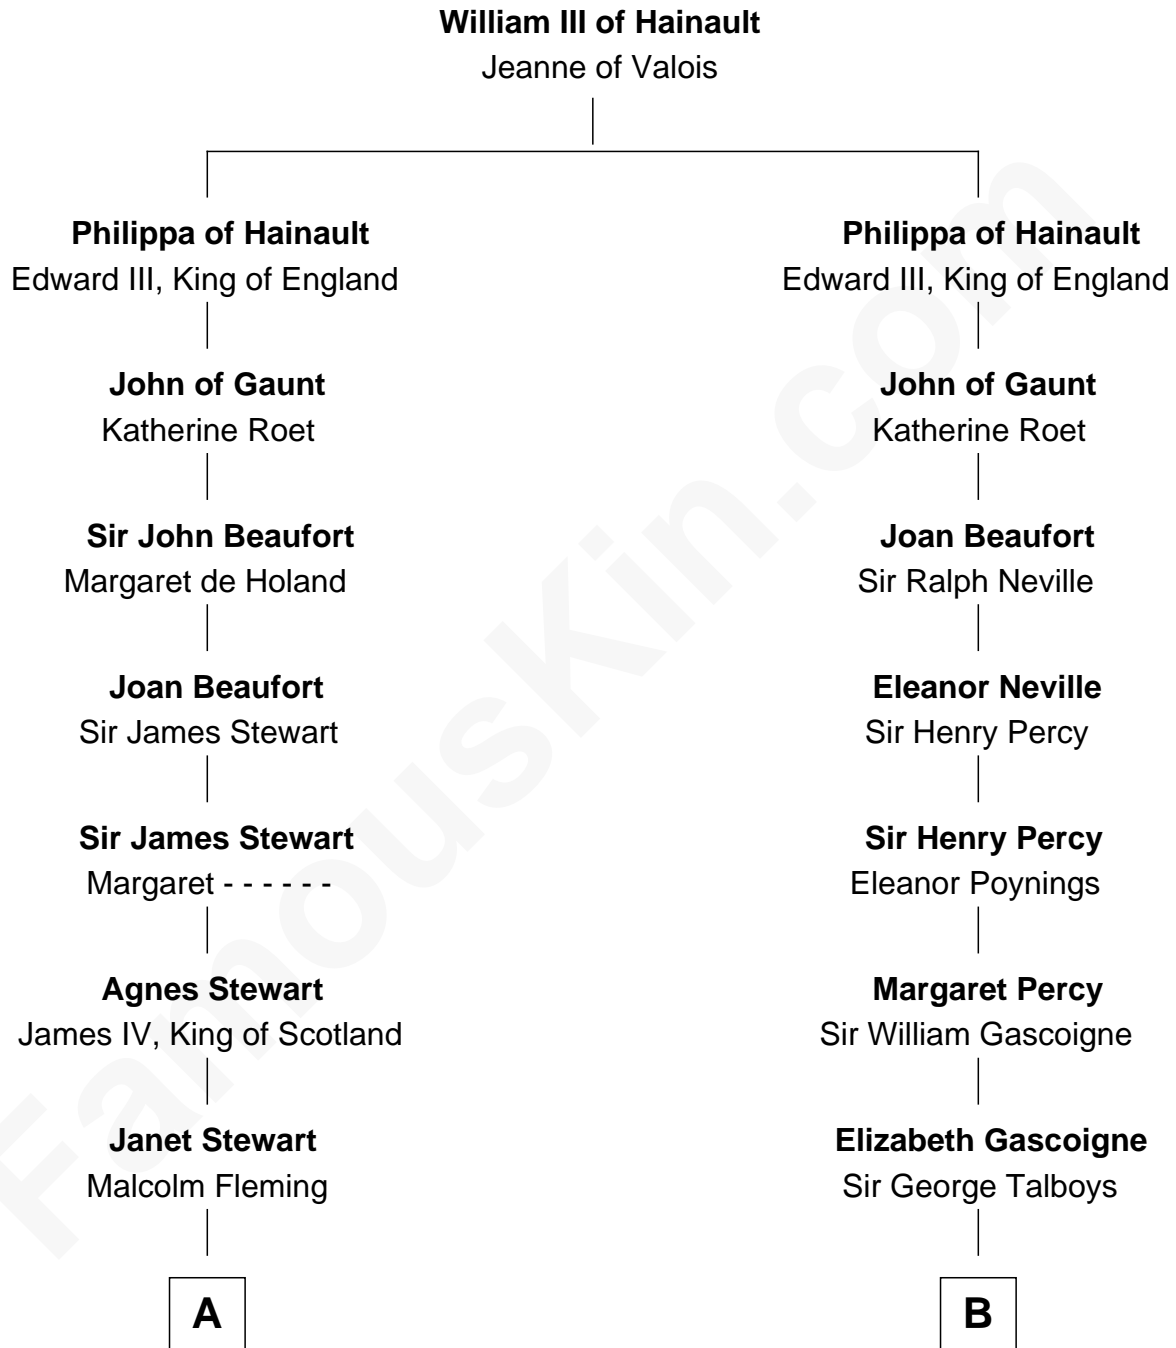 William III of Hainault
Jeanne of Valois
Philippa of Hainault
Edward III, King of England
John of Gaunt
Katherine Roet
Sir John Beaufort
Margaret de Holand
Joan Beaufort
Sir James Stewart
Sir James Stewart
Margaret - - - - - -
Agnes Stewart
James IV, King of Scotland
Janet Stewart
Malcolm Fleming
A
Philippa of Hainault
Edward III, King of England
John of Gaunt
Katherine Roet
Joan Beaufort
Sir Ralph Neville
Eleanor Neville
Sir Henry Percy
Sir Henry Percy
Eleanor Poynings
Margaret Percy
Sir William Gascoigne
Elizabeth Gascoigne
Sir George Talboys
B
FamousKin.com